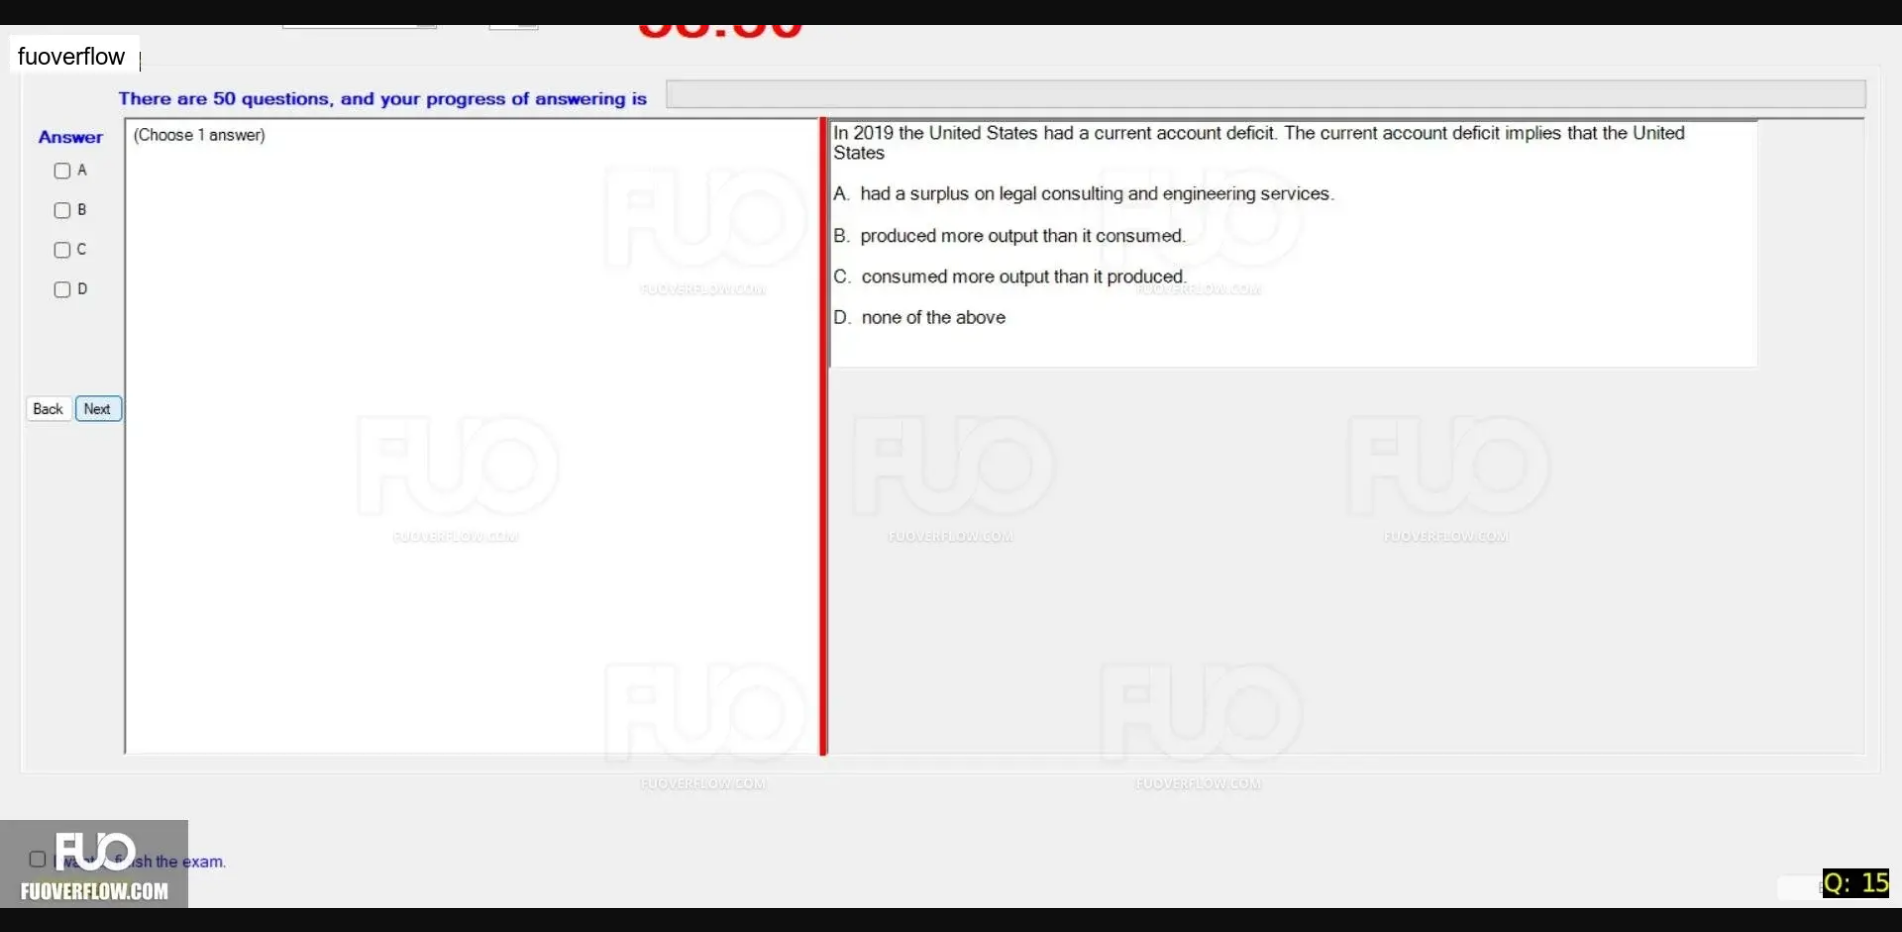 fuoverflow
There are 50 questions, and your progress of answering is
Answer
(Choose 1 answer)
A
B
C
D
Back Next
In 2019 the United States had a current account deficit. The current account deficit implies that the United
States
A. had a surplus on legal consulting and engineering services.
B. produced more output than it consumed.
C. consumed more output than it produced.
D. none of the above
FUO
FUOVERFLOW.COM
FUO
FUOVERFLOW.COM
FUO
FUOVERFLOW.COM
FUO
FUOVERFLOW.COM
FUO
FUOVERFLOW.COM
FUO
FUOVERFLOW.COM
FUO
FUOVERFLOW.COM
the exam.
FUO
FUOVERFLOW.COM
Q: 15